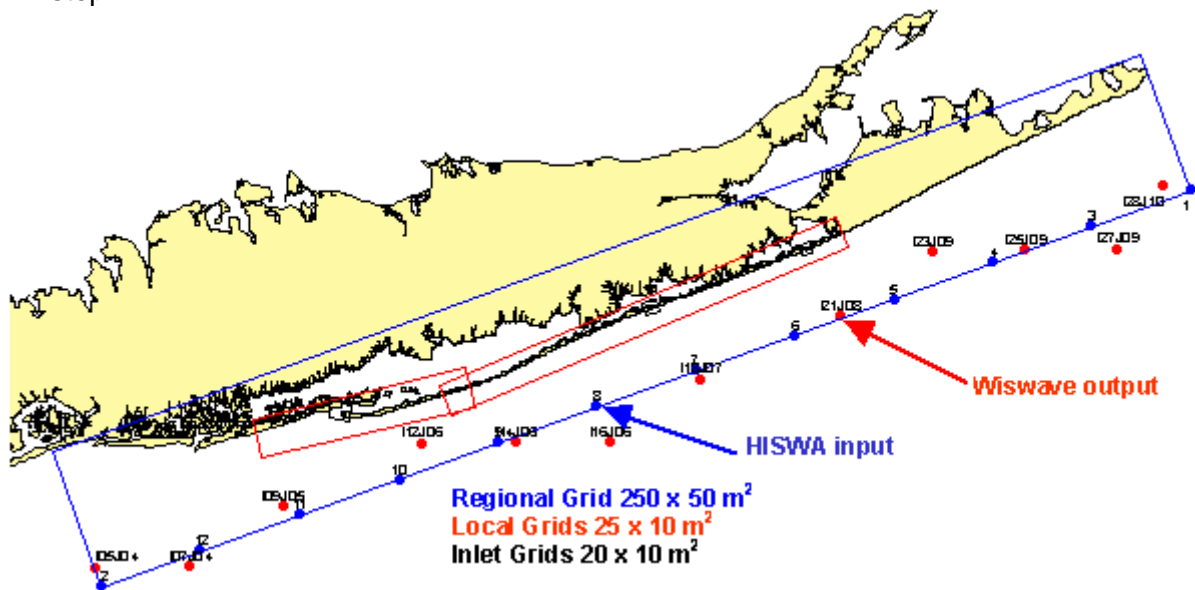 I28J10
1
3
I23J09
I25J09
I27J09
4
5
I21J08
6
7
Wiswave output
8
I12J06
I16J06
HISWA input
10
Regional Grid 250 x 50 m²
I09J05
11
Local Grids 25 x 10 m²
12
Inlet Grids 20 x 10 m²
I05J04
I07J04
2